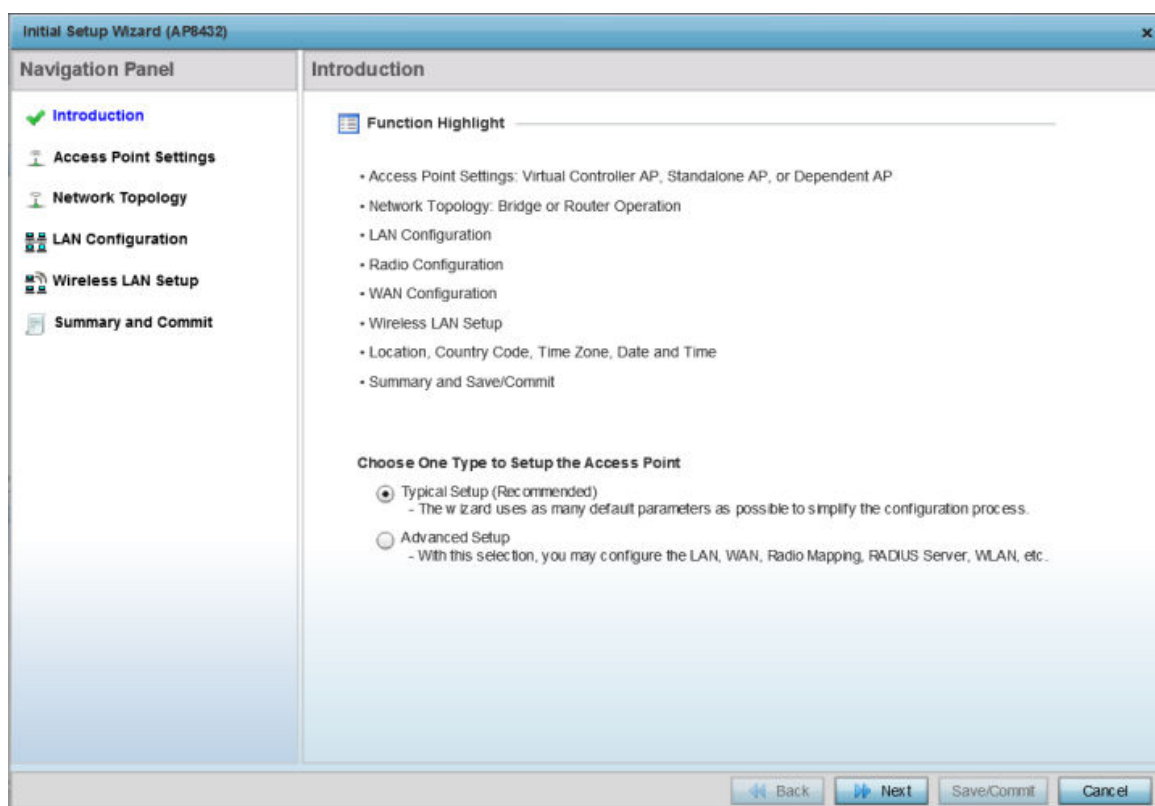 Initial Setup Wizard (AP8432)
x
Navigation Panel
Introduction
Access Point Settings
Network Topology
LAN Configuration
Wireless LAN Setup
Summary and Commit
Introduction
Function Highlight
• Access Point Settings: Virtual Controller AP, Standalone AP, or Dependent AP
• Network Topology: Bridge or Router Operation
• LAN Configuration
• Radio Configuration
• WAN Configuration
• Wireless LAN Setup
• Location, Country Code, Time Zone, Date and Time
• Summary and Save/Commit
Choose One Type to Setup the Access Point
Typical Setup (Recommended)
- The wizard uses as many default parameters as possible to simplify the configuration process.
Advanced Setup
- With this selection, you may configure the LAN, WAN, Radio Mapping, RADIUS Server, WLAN, etc.
Back
Next
Save/Commit
Cancel